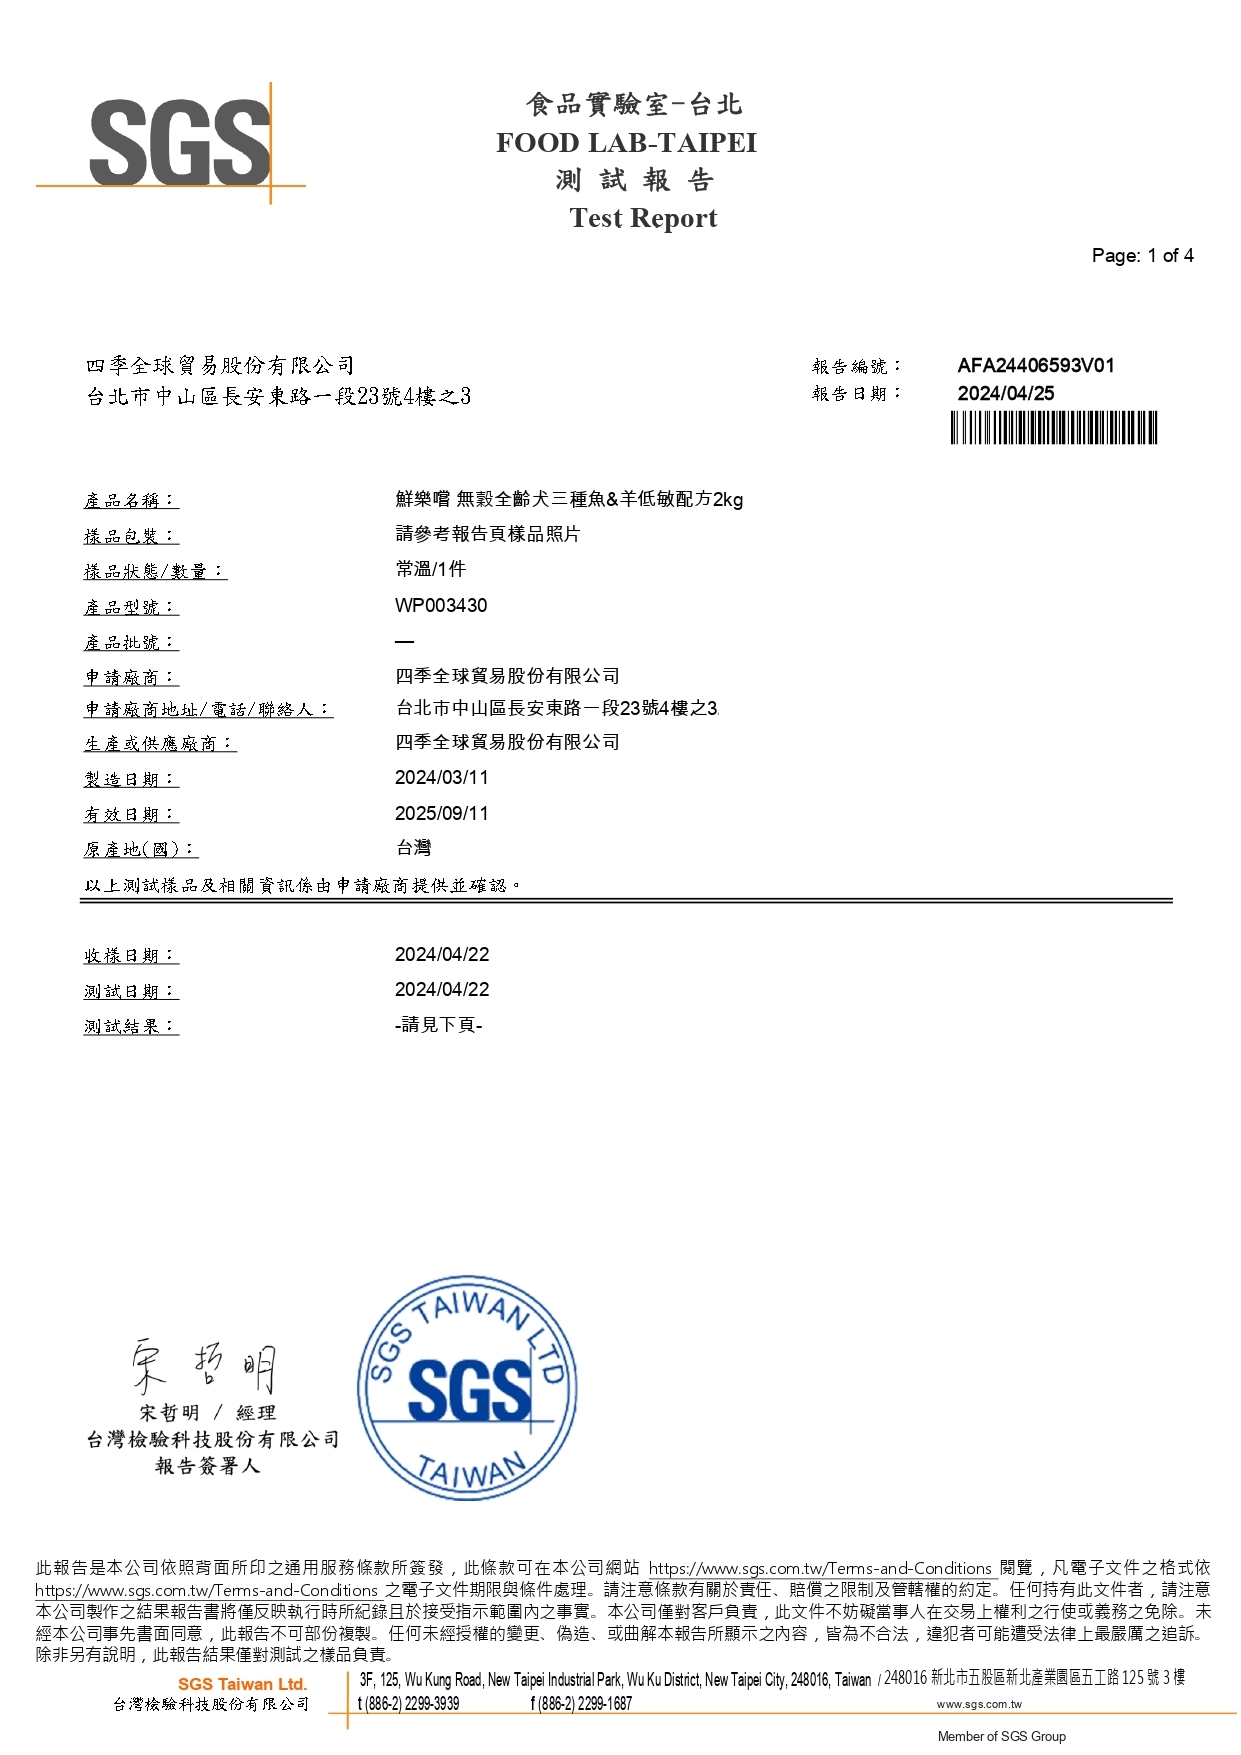 SGS
食品實驗室-台北
FOOD LAB-TAIPEI
測 試 報 告
Test Report
Page: 1 of 4
四季全球貿易股份有限公司
台北市中山區長安東路一段23號4樓之3
報告編號： AFA24406593V01
報告日期： 2024/04/25
產品名稱： 鮮樂嚐 無穀全齡犬三種魚&羊低敏配方2kg
樣品包裝： 請參考報告頁樣品照片
樣品狀態/數量： 常溫/1件
產品型號： WP003430
產品批號： —
申請廠商： 四季全球貿易股份有限公司
申請廠商地址/電話/聯絡人： 台北市中山區長安東路一段23號4樓之3
生產或供應廠商： 四季全球貿易股份有限公司
製造日期： 2024/03/11
有效日期： 2025/09/11
原產地(國)： 台灣
以上測試樣品及相關資訊係由申請廠商提供並確認。
收樣日期： 2024/04/22
測試日期： 2024/04/22
測試結果： -請見下頁-
宋哲明
宋哲明 / 經理
台灣檢驗科技股份有限公司
報告簽署人
SGS TAIWAN LTD
SGS
TAIWAN
此報告是本公司依照背面所印之通用服務條款所簽發，此條款可在本公司網站 https://www.sgs.com.tw/Terms-and-Conditions 閱覽，凡電子文件之格式依
https://www.sgs.com.tw/Terms-and-Conditions 之電子文件期限與條件處理。請注意條款有關於責任、賠償之限制及管轄權的約定。任何持有此文件者，請注意
本公司製作之結果報告書將僅反映執行時所紀錄且於接受指示範圍內之事實。本公司僅對客戶負責，此文件不妨礙當事人在交易上權利之行使或義務之免除。未
經本公司事先書面同意，此報告不可部份複製。任何未經授權的變更、偽造、或曲解本報告所顯示之內容，皆為不合法，違犯者可能遭受法律上最嚴厲之追訴。
除非另有說明，此報告結果僅對測試之樣品負責。
SGS Taiwan Ltd.
台灣檢驗科技股份有限公司
3F, 125, Wu Kung Road, New Taipei Industrial Park, Wu Ku District, New Taipei City, 248016, Taiwan / 248016 新北市五股區新北產業園區五工路 125 號 3 樓
t (886-2) 2299-3939 f (886-2) 2299-1687 www.sgs.com.tw
Member of SGS Group